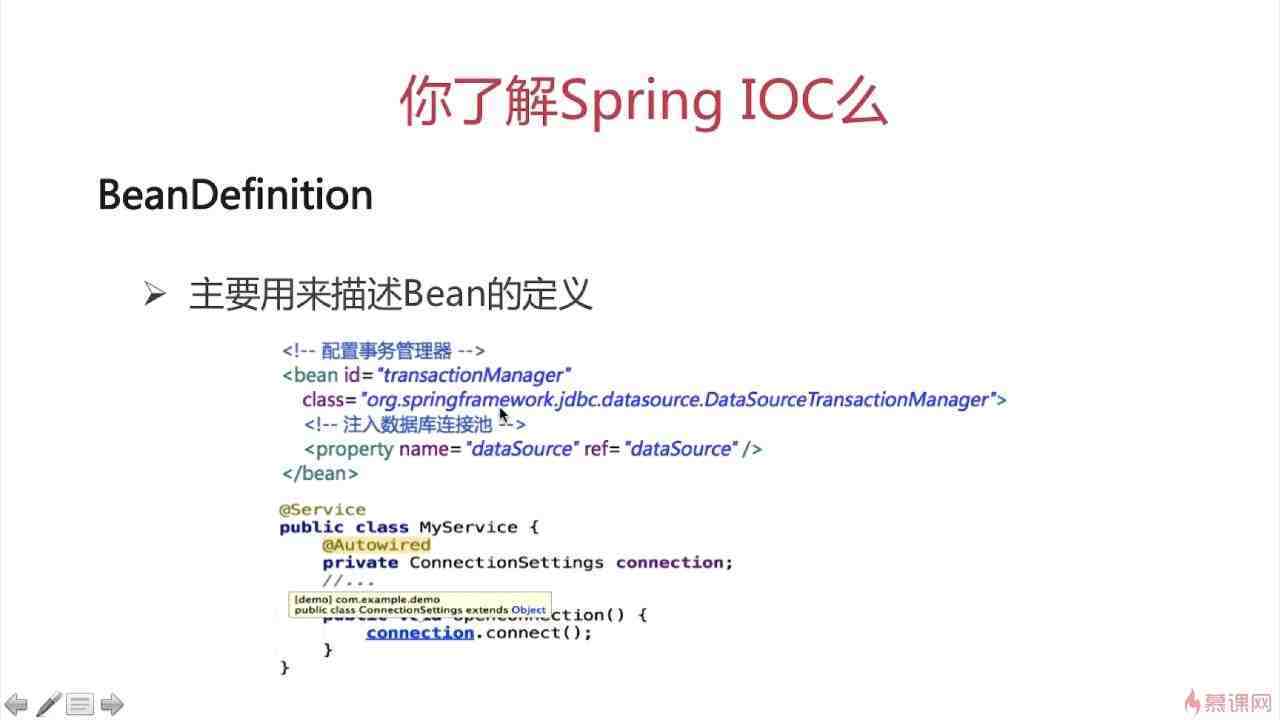 你了解Spring IOC么
BeanDefinition
主要用来描述Bean的定义
<!-- 配置事务管理器 -->
<bean id="transactionManager"
class="org.springframework.jdbc.datasource.DataSourceTransactionManager">
<!-- 注入数据库连接池 -->
<property name="dataSource" ref="dataSource" />
</bean>
@Service
public class MyService {
@Autowired
private ConnectionSettings connection;
//...
[demo] com.example.demo
public class ConnectionSettings extends Object
() {
connection.connect();
}
}
慕课网